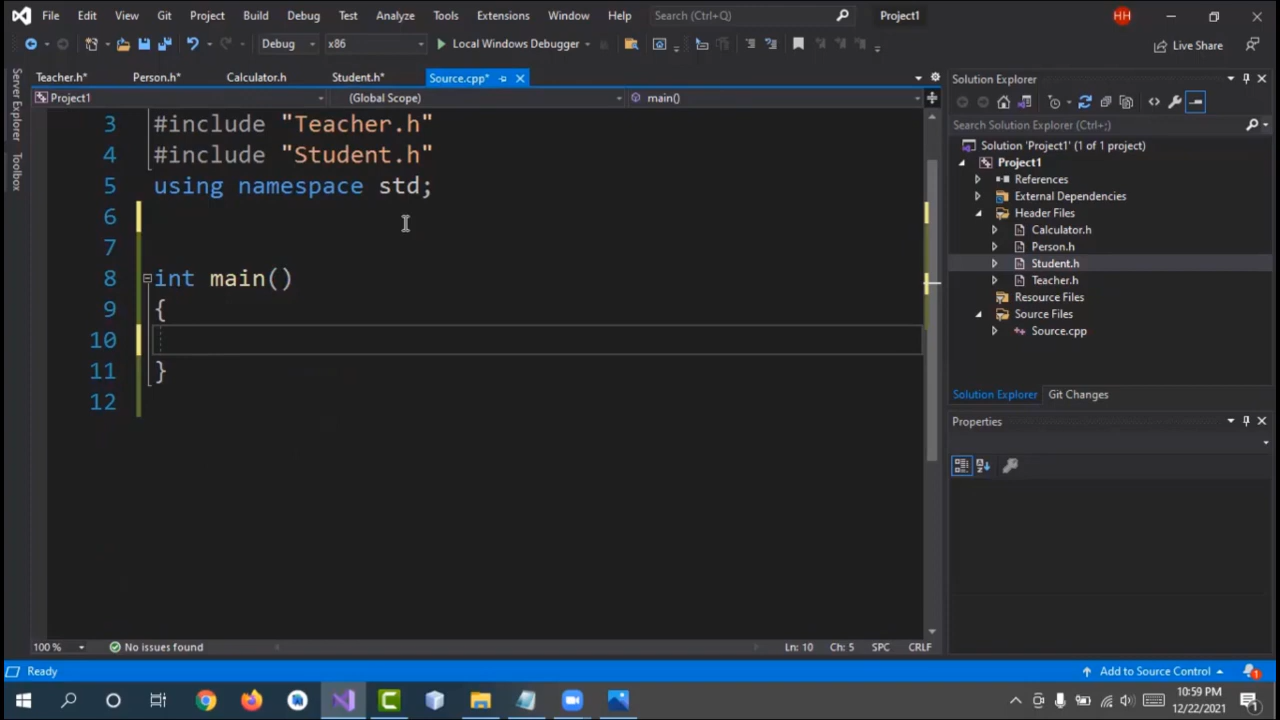 File Edit View Git Project Build Debug Test Analyze Tools Extensions Window Help Search (Ctrl+Q) Project1 HH
Debug x86 Local Windows Debugger Live Share
Teacher.h* Person.h* Calculator.h Student.h* Source.cpp*
Project1 (Global Scope) main()
Server Explorer
Toolbox
3 #include "Teacher.h"
4 #include "Student.h"
5 using namespace std;
6
7
8 int main()
9 {
10
11 }
12
100 % No issues found Ln: 10 Ch: 5 SPC CRLF
Solution Explorer
Search Solution Explorer (Ctrl+;)
Solution 'Project1' (1 of 1 project)
Project1
References
External Dependencies
Header Files
Calculator.h
Person.h
Student.h
Teacher.h
Resource Files
Source Files
Source.cpp
Solution Explorer Git Changes
Properties
Ready Add to Source Control 1
10:59 PM
12/22/2021
1